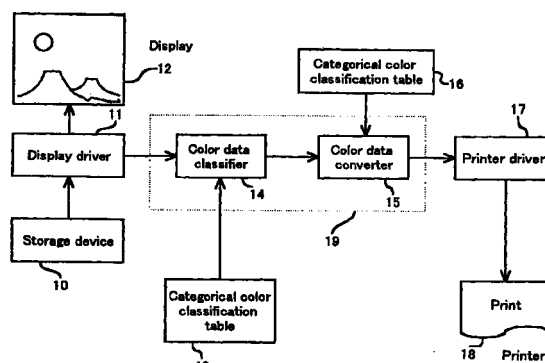 Display
12
11
Display driver
Storage device
10
Color data
classifier
14
Categorical color
classification table
16
Color data
converter
15
19
17
Printer driver
Categorical color
classification table
Print
18
Printer